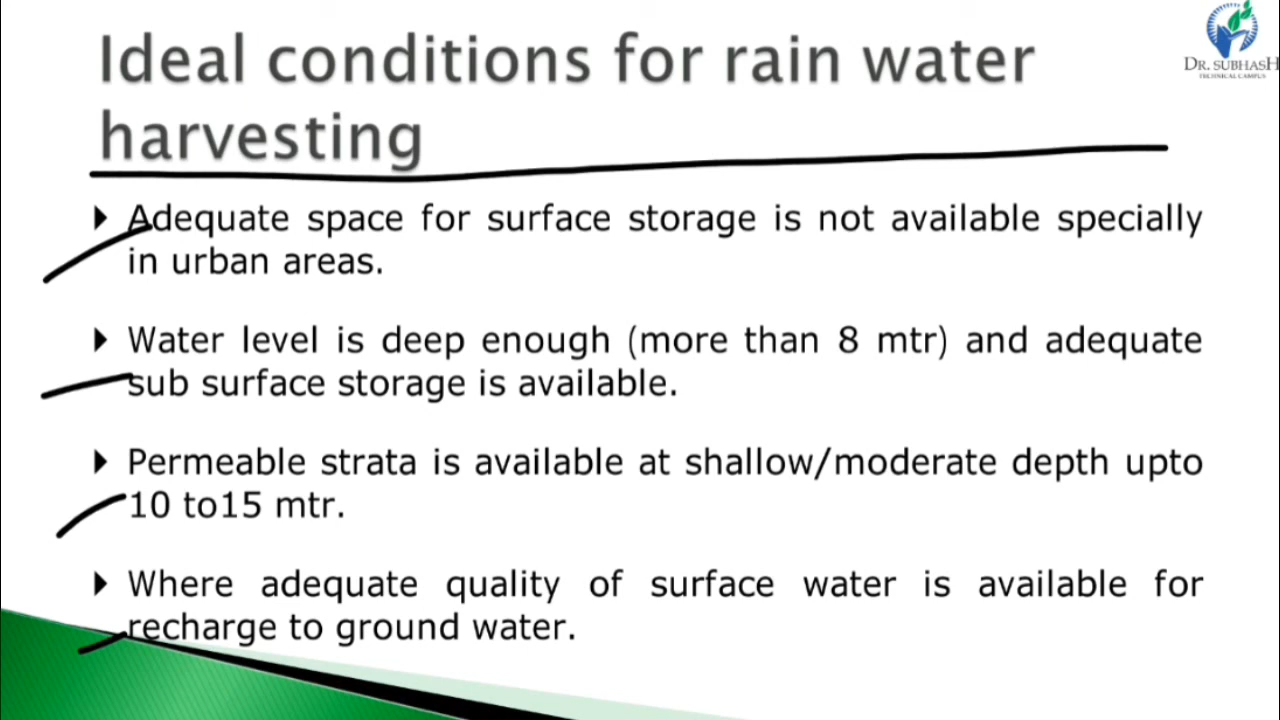 Ideal conditions for rain water
harvesting
DR. SUBHASH
TECHNICAL CAMPUS
Adequate space for surface storage is not available specially
in urban areas.
Water level is deep enough (more than 8 mtr) and adequate
sub surface storage is available.
Permeable strata is available at shallow/moderate depth upto
10 to15 mtr.
Where adequate quality of surface water is available for
recharge to ground water.